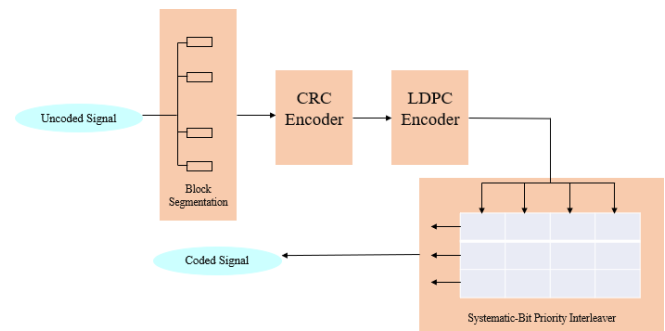 Uncoded Signal
Block
Segmentation
CRC
Encoder
LDPC
Encoder
Coded Signal
Systematic-Bit Priority Interleaver